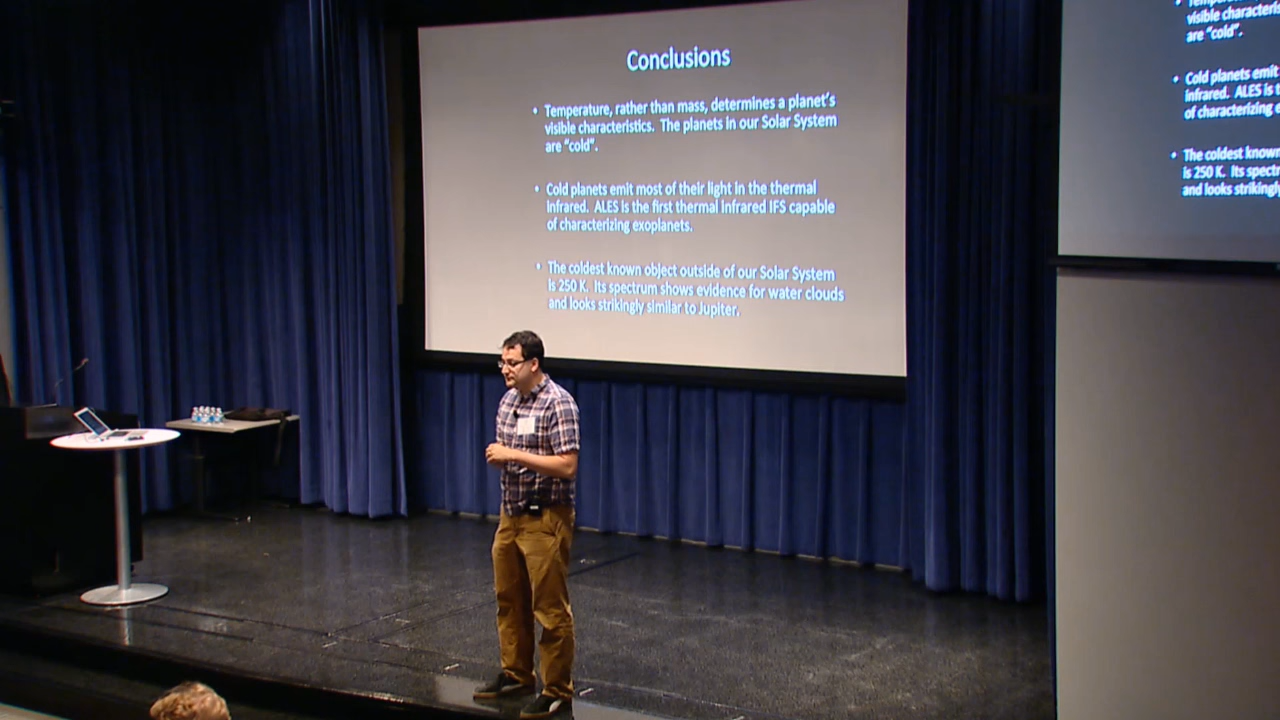 Conclusions
• Temperature, rather than mass, determines a planet's
visible characteristics. The planets in our Solar System
are "cold".
• Cold planets emit most of their light in the thermal
infrared. ALES is the first thermal infrared IFS capable
of characterizing exoplanets.
• The coldest known object outside of our Solar System
is 250 K. Its spectrum shows evidence for water clouds
and looks strikingly similar to Jupiter.
visible
are "cold".
• Cold planets emit
infrared. ALES is
of characterizing
• The coldest known
is 250 K. Its
and looks